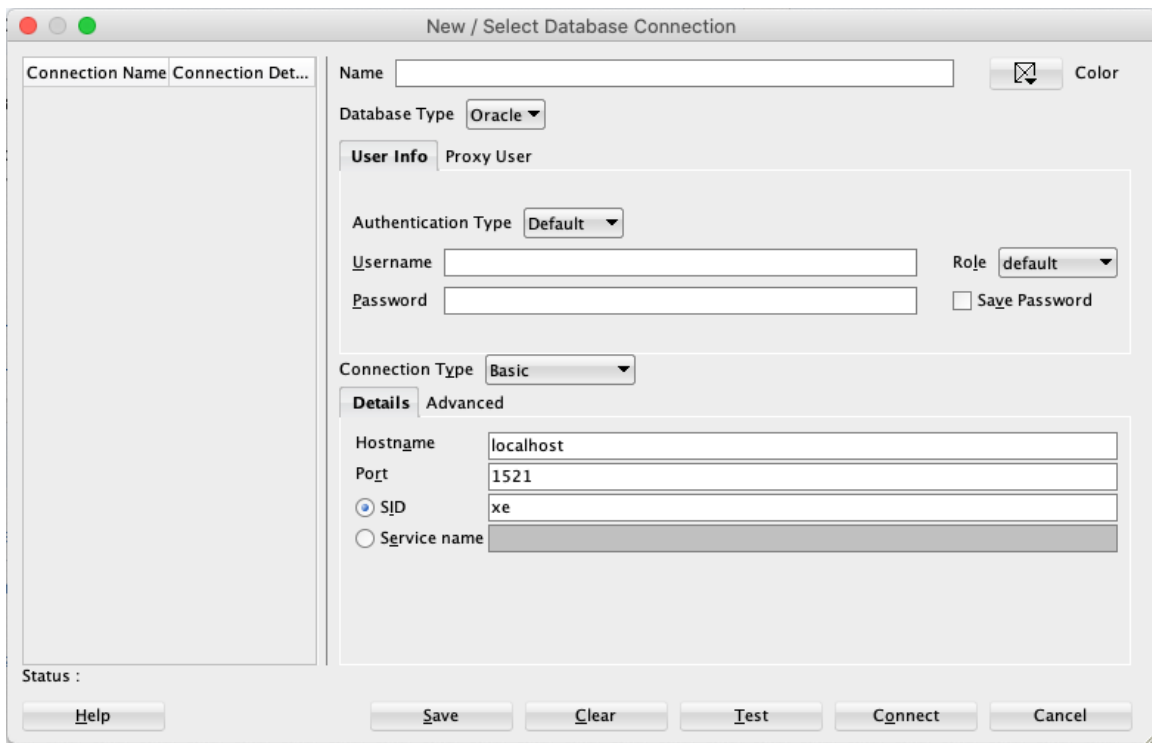 New / Select Database Connection
Connection Name Connection Det...
Name
Color
Database Type Oracle
User Info Proxy User
Authentication Type Default
Username
Role default
Password
Save Password
Connection Type Basic
Details Advanced
Hostname localhost
Port 1521
SID xe
Service name
Status :
Help Save Clear Test Connect Cancel